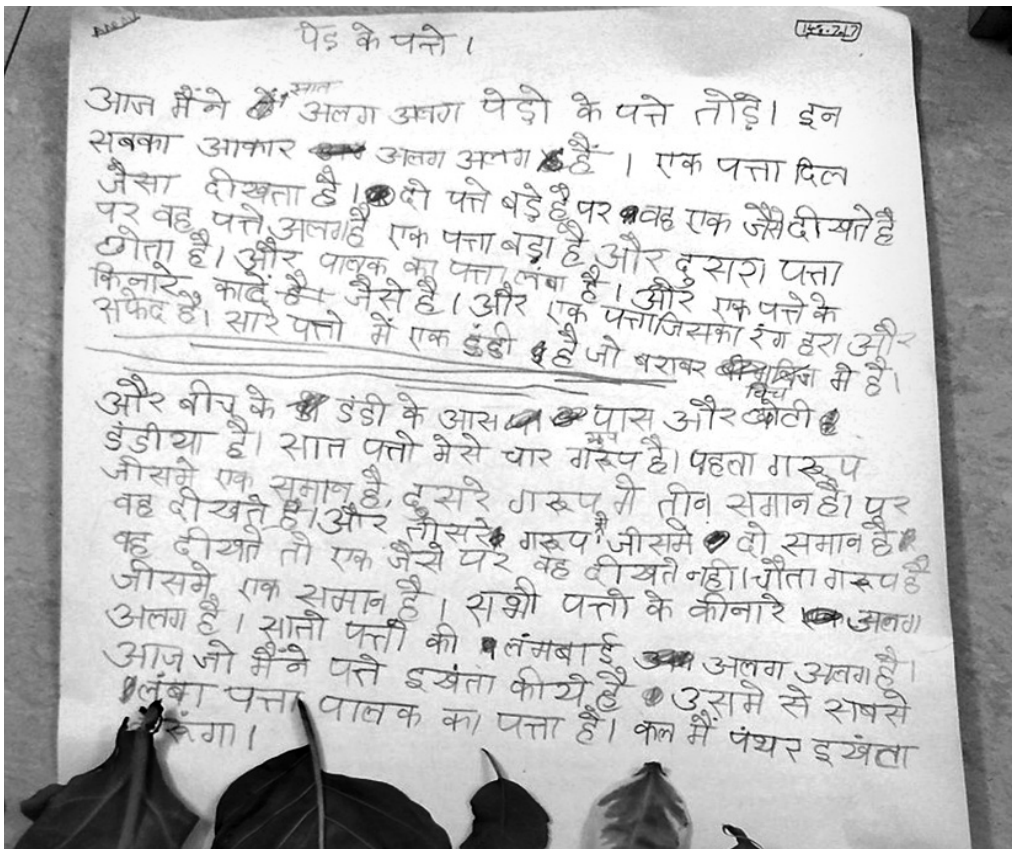 AARAV
पेड के पत्ते ।
आज मैंने सात अलग अलग पेड़ो के पत्ते तोड़े। इन
सबका आकार अलग अलग हैं । एक पत्ता दिल
जैसा दीखता है। दो पत्ते बड़े है पर वह एक जैसे दीखते है
पर वह पत्ते अलग है एक पत्ता बड़ा है और दुसरा पत्ता
छोता है। और पालक का पत्ता लंबा है। और एक पत्ते के
किनारे कादें जैसे है। और एक पत्ता जिसका रंग हरा और
सफेद है। सारे पत्तो में एक डंडी है जो बराबर बिच मे है।
और बीच के डंडी के आस पास और छोटी
डंडीया है। सात पत्तो मेसे चार गरूप है। पहला गरूप
जीसमे एक समान है, दुसरे गरूप मे तीन समान है। पर
वह दीखते है। और तीसरे गरूप है जीसमे दो समान है
वह दीखते तो एक जैसे पर वह दीखते नही। चौता गरूप है
जीसमे एक समान है । सभी पत्तो के कीनारे अलग
अलग है । सातो पत्तो की लंमबाई अलग अलग है।
आज जो मैंने पत्ते इखंता कीये है उसमे से सबसे
लंबा पत्ता पालक का पत्ता है। कल मैं पंथर इखंता
रूंगा।